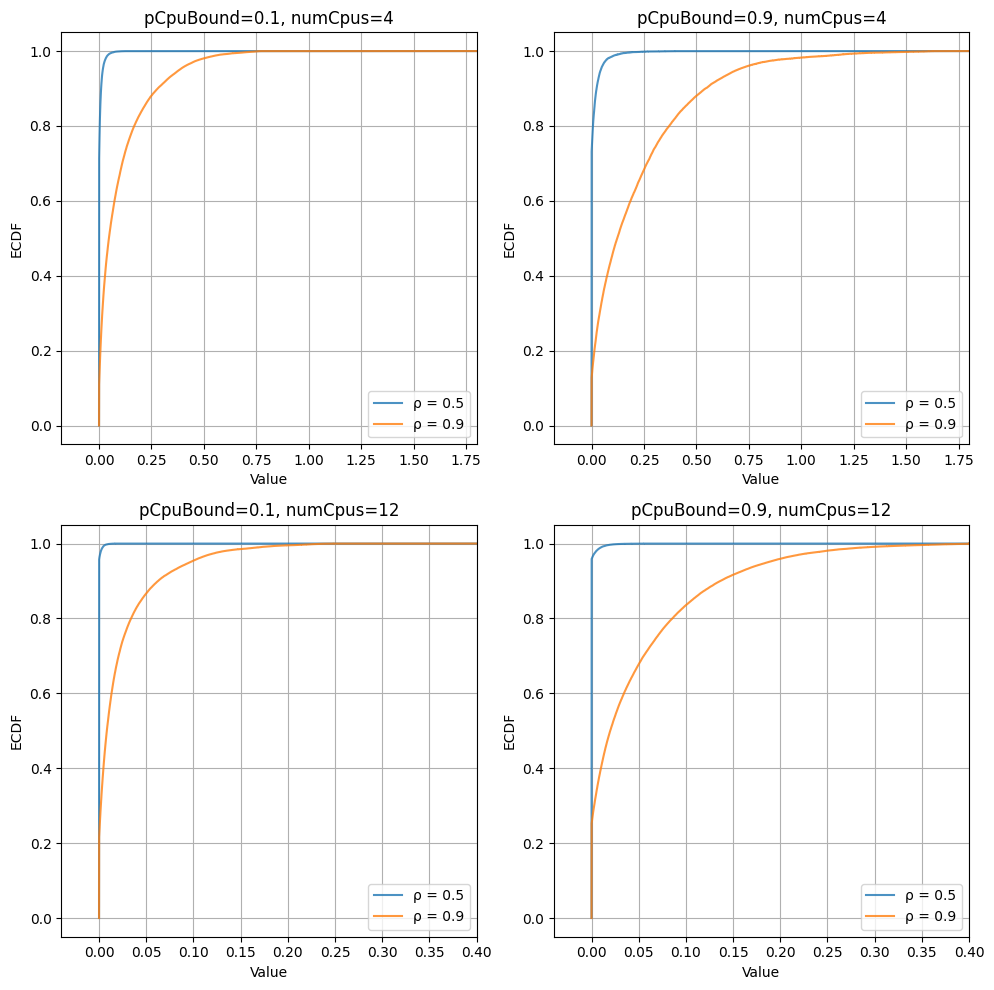 pCpuBound=0.1, numCpus=4
1.0
0.8
0.6
0.4
0.2
0.0
ECDF
0.00 0.25 0.50 0.75 1.00 1.25 1.50 1.75
Value
ρ = 0.5
ρ = 0.9
pCpuBound=0.9, numCpus=4
1.0
0.8
0.6
0.4
0.2
0.0
ECDF
0.00 0.25 0.50 0.75 1.00 1.25 1.50 1.75
Value
ρ = 0.5
ρ = 0.9
pCpuBound=0.1, numCpus=12
1.0
0.8
0.6
0.4
0.2
0.0
ECDF
0.00 0.05 0.10 0.15 0.20 0.25 0.30 0.35 0.40
Value
ρ = 0.5
ρ = 0.9
pCpuBound=0.9, numCpus=12
1.0
0.8
0.6
0.4
0.2
0.0
ECDF
0.00 0.05 0.10 0.15 0.20 0.25 0.30 0.35 0.40
Value
ρ = 0.5
ρ = 0.9